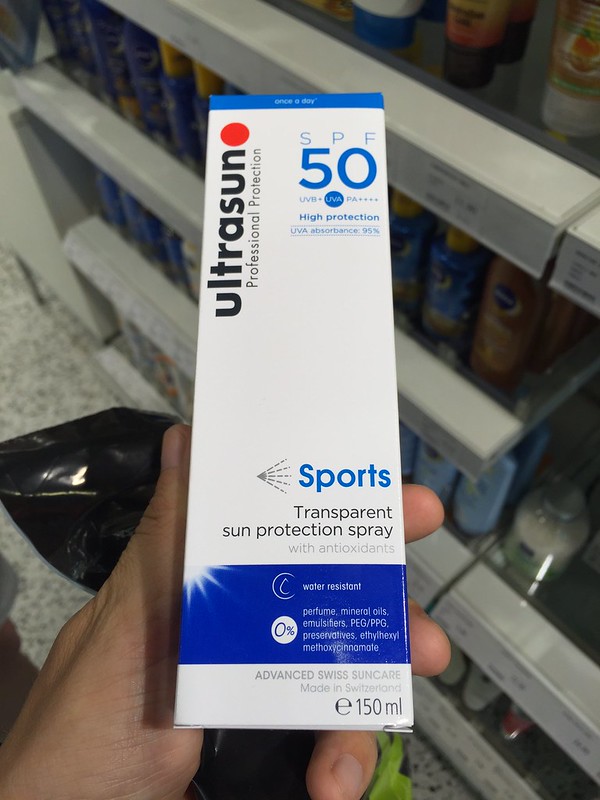 once a day*
ultrasun
Professional Protection
SPF
50
UVB+ UVA PA++++
High protection
UVA absorbance: 95%
Sports
Transparent
sun protection spray
with antioxidants
water resistant
0%
perfume, mineral oils,
emulsifiers, PEG/PPG,
preservatives, ethylhexyl
methoxycinnamate
ADVANCED SWISS SUNCARE
Made in Switzerland
℮ 150 ml